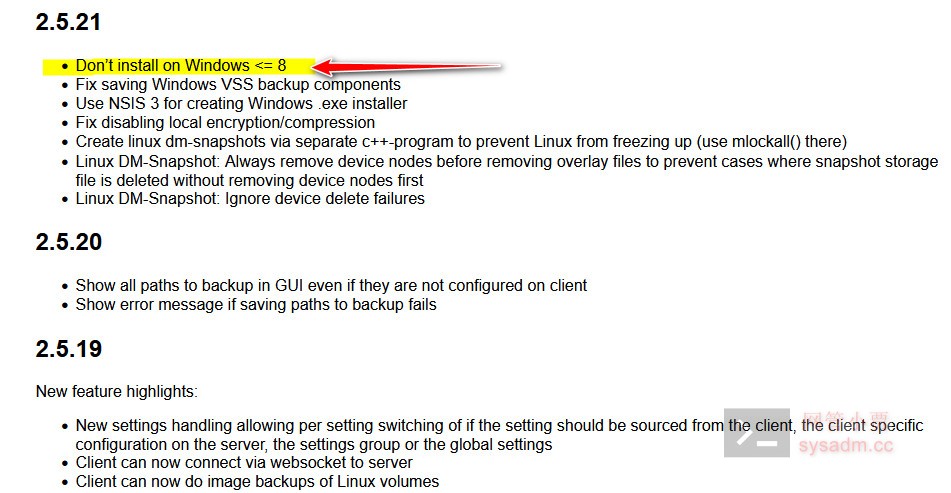 2.5.21
Don’t install on Windows <= 8
Fix saving Windows VSS backup components
Use NSIS 3 for creating Windows .exe installer
Fix disabling local encryption/compression
Create linux dm-snapshots via separate c++-program to prevent Linux from freezing up (use mlockall() there)
Linux DM-Snapshot: Always remove device nodes before removing overlay files to prevent cases where snapshot storage
file is deleted without removing device nodes first
Linux DM-Snapshot: Ignore device delete failures
2.5.20
Show all paths to backup in GUI even if they are not configured on client
Show error message if saving paths to backup fails
2.5.19
New feature highlights:
New settings handling allowing per setting switching of if the setting should be sourced from the client, the client specific
configuration on the server, the settings group or the global settings
Client can now connect via websocket to server
Client can now do image backups of Linux volumes
网管小贾
sysadm.cc